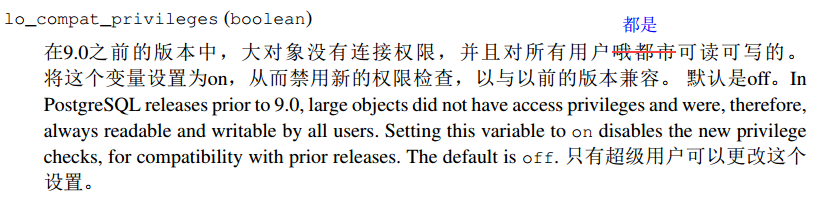 lo_compat_privileges (boolean)
都是
在9.0之前的版本中，大对象没有连接权限，并且对所有用户哦都市可读可写的。
将这个变量设置为on，从而禁用新的权限检查，以与以前的版本兼容。 默认是off。In
PostgreSQL releases prior to 9.0, large objects did not have access privileges and were, therefore,
always readable and writable by all users. Setting this variable to on disables the new privilege
checks, for compatibility with prior releases. The default is off. 只有超级用户可以更改这个
设置。